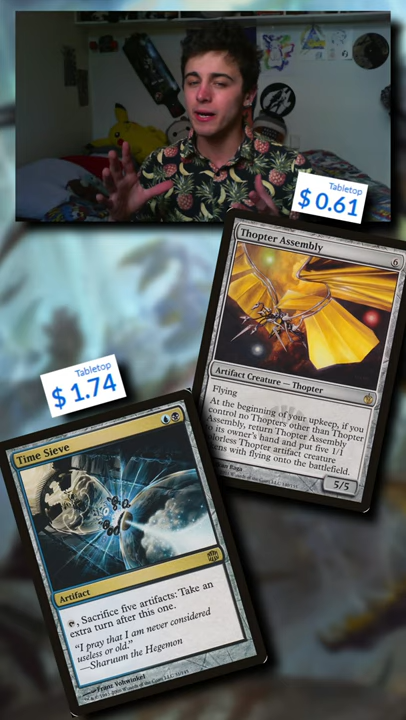 Tabletop
$ 0.61
Thopter Assembly
6
Artifact Creature — Thopter
Flying
At the beginning of your upkeep, if you
control no Thopters other than Thopter
Assembly, return Thopter Assembly
to its owner's hand and put five 1/1
colorless Thopter artifact creature
tokens with flying onto the battlefield.
5/5
Tabletop
$ 1.74
Time Sieve
Artifact
, Sacrifice five artifacts: Take an
extra turn after this one.
"I pray that I am never considered
useless or old."
—Sharuum the Hegemon
Franz Vohwinkel